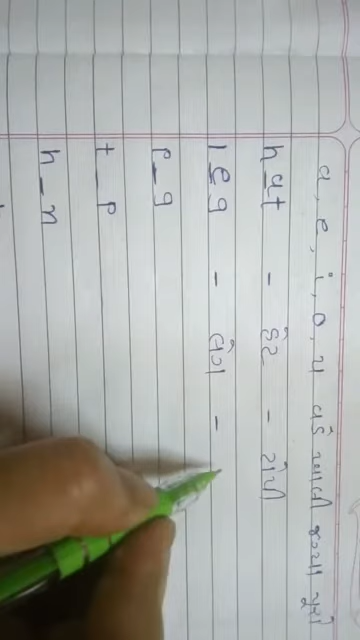 a, e, i, o, u વડે ખાલી જગ્યા પૂરો
hat - હેટ - ટોપી
leg - લેગ -
p_g
t_p
h_n